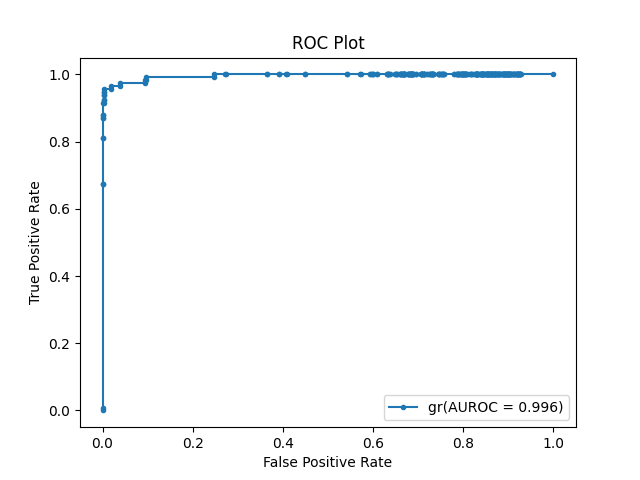 ROC Plot
True Positive Rate
1.0
0.8
0.6
0.4
0.2
0.0
0.0 0.2 0.4 0.6 0.8 1.0
False Positive Rate
gr(AUROC = 0.996)